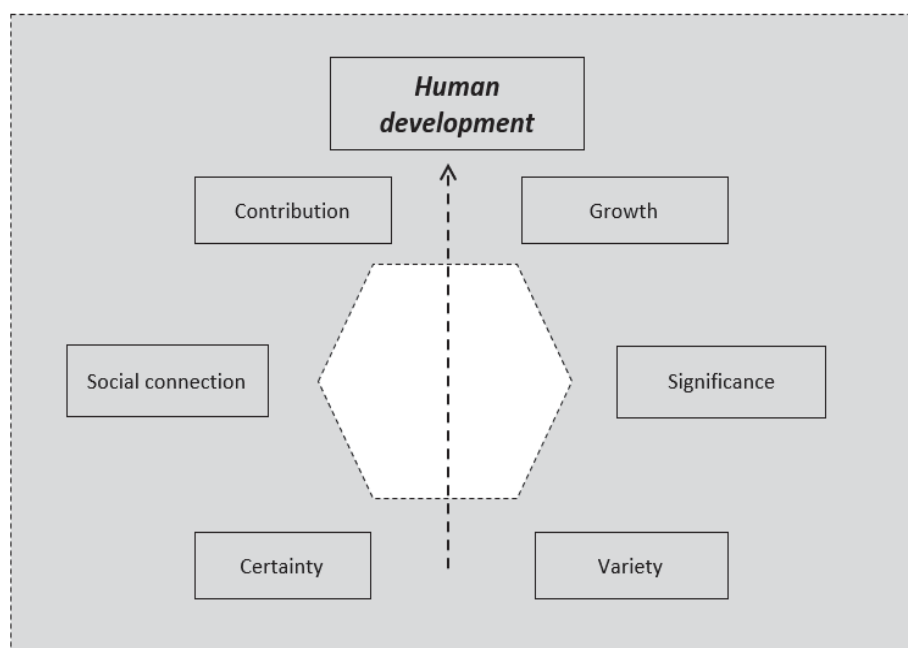 Human
development
Contribution
Growth
Social connection
Significance
Certainty
Variety